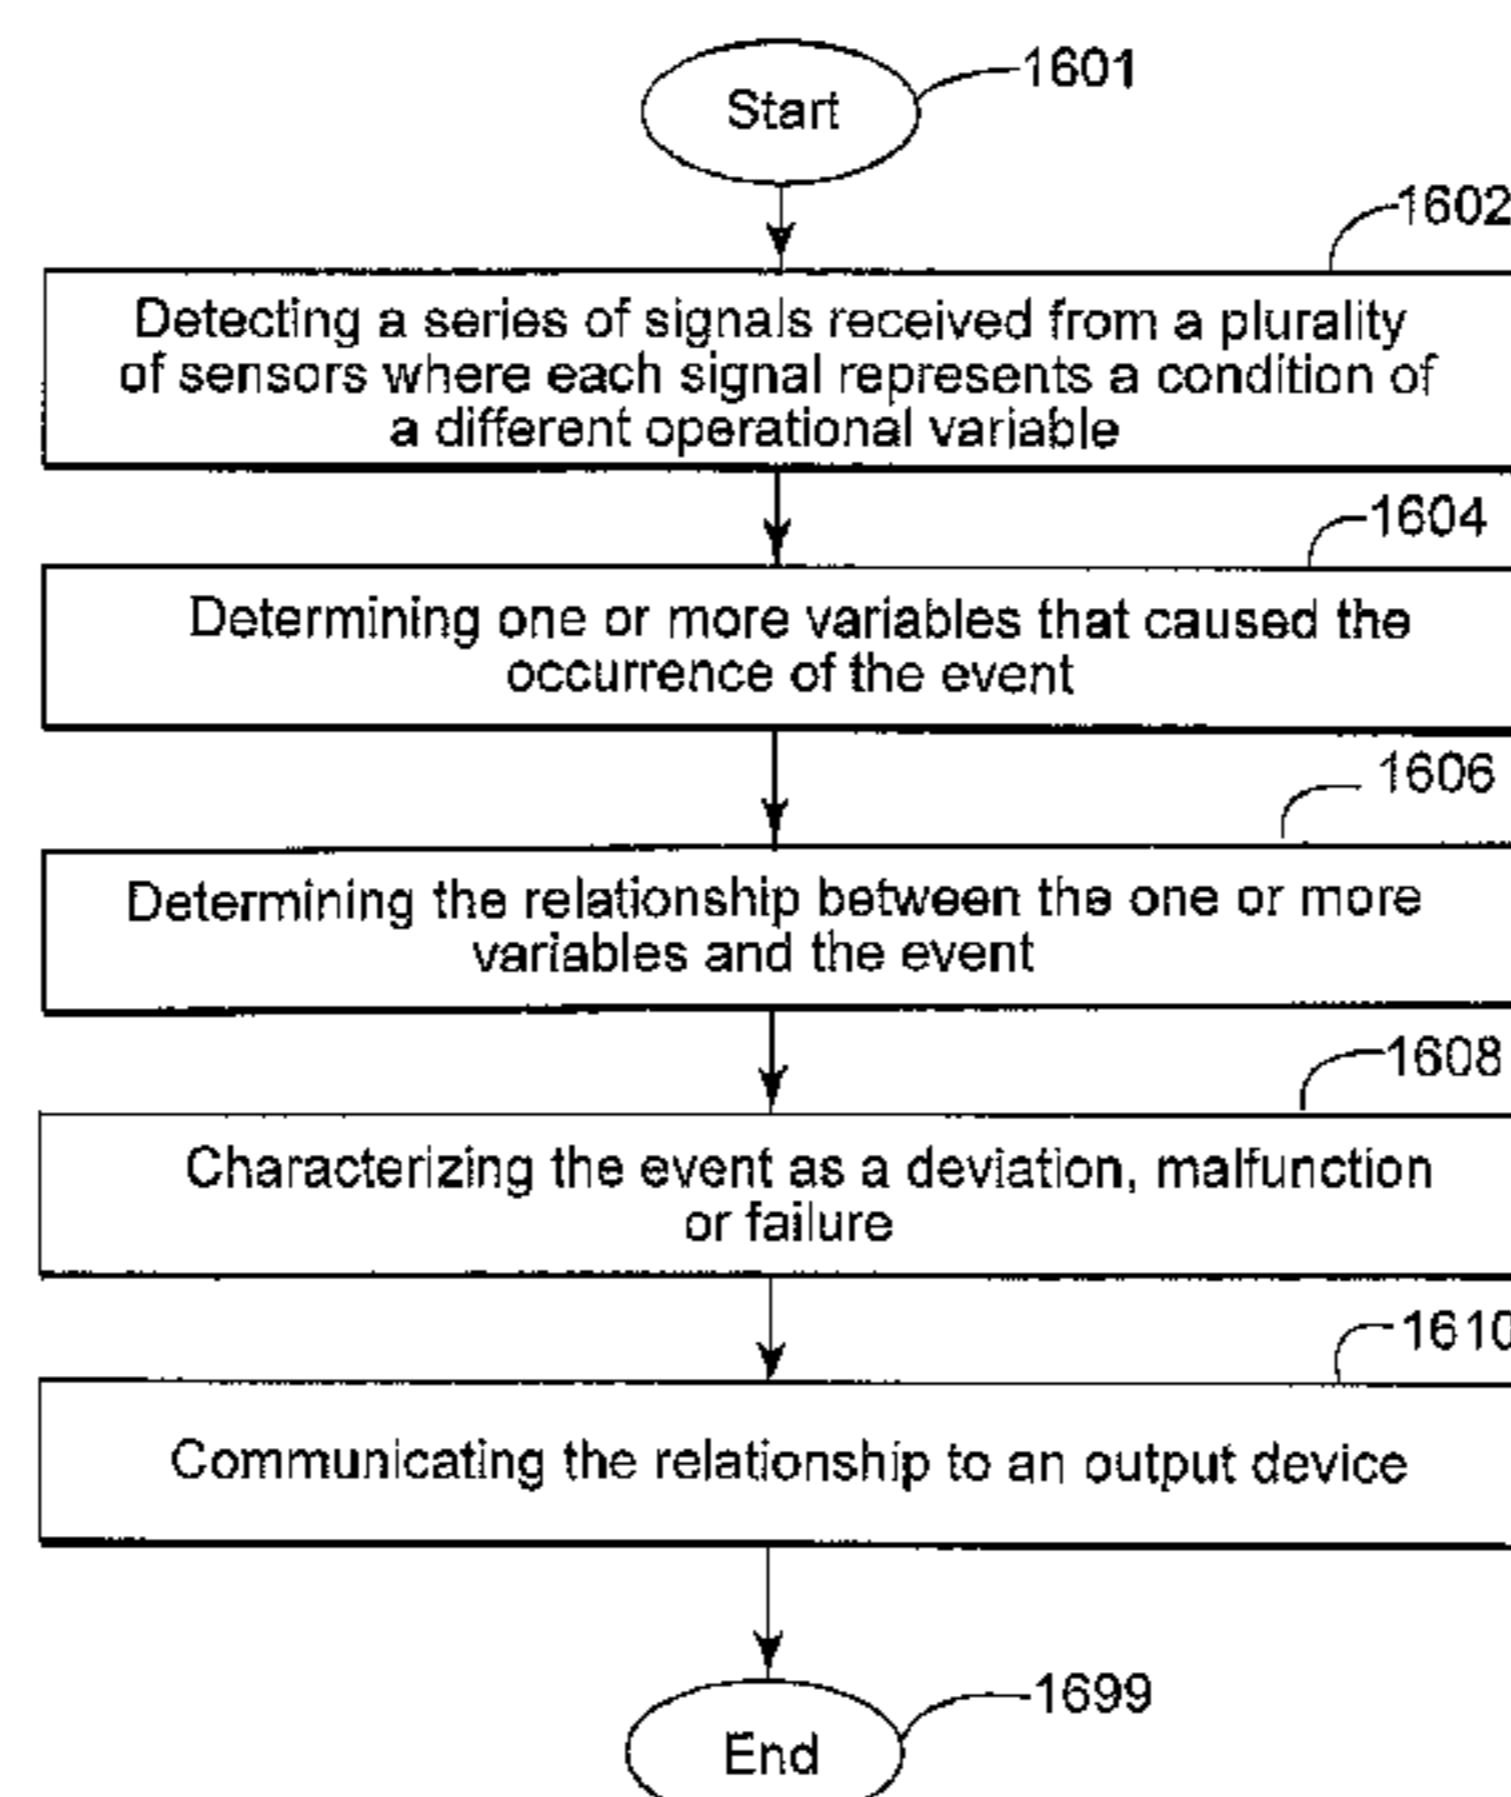 Start
1601
1602
Detecting a series of signals received from a plurality
of sensors where each signal represents a condition of
a different operational variable
1604
Determining one or more variables that caused the
occurrence of the event
1606
Determining the relationship between the one or more
variables and the event
1608
Characterizing the event as a deviation, malfunction
or failure
1610
Communicating the relationship to an output device
1699
End